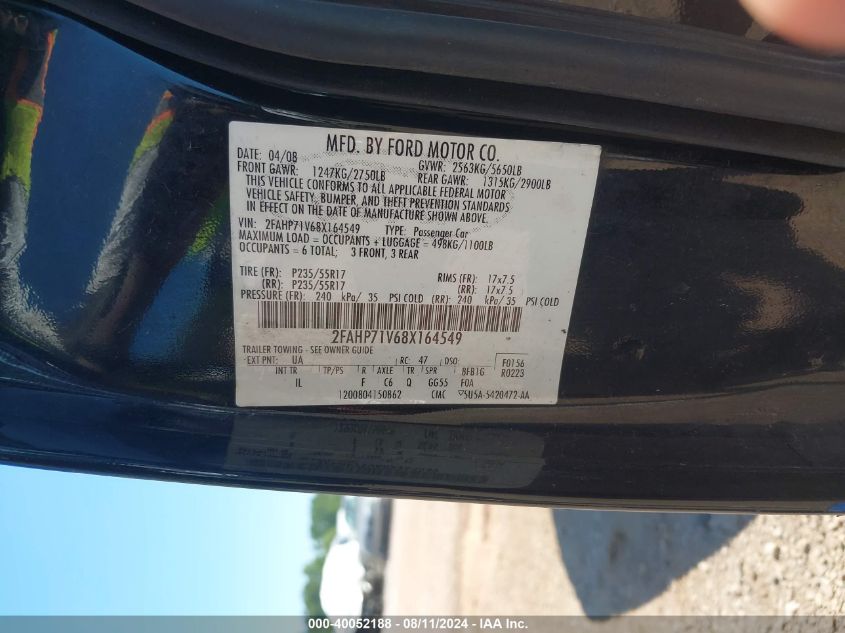 MFD. BY FORD MOTOR CO.
DATE: 04/08 GVWR: 2563KG/5650LB
FRONT GAWR: 1247KG/2750LB REAR GAWR: 1315KG/2900LB
THIS VEHICLE CONFORMS TO ALL APPLICABLE FEDERAL MOTOR
VEHICLE SAFETY, BUMPER, AND THEFT PREVENTION STANDARDS
IN EFFECT ON THE DATE OF MANUFACTURE SHOWN ABOVE.
VIN: 2FAHP71V68X164549 TYPE: Passenger Car
MAXIMUM LOAD = OCCUPANTS + LUGGAGE = 498KG/1100LB
OCCUPANTS = 6 TOTAL; 3 FRONT, 3 REAR
TIRE (FR): P235/55R17 RIMS (FR): 17x7.5
(RR): P235/55R17 (RR): 17x7.5
PRESSURE (FR): 240 kPa/ 35 PSI COLD (RR): 240 kPa/ 35 PSI COLD
2FAHP71V68X164549
TRAILER TOWING - SEE OWNER GUIDE
EXT PNT: UA RC: 47 DSO: F0156
INT TR TP/PS R AXLE TR SPR BFB1G R0223
IL F C6 Q GG55 FOA
1200804150862 CMC 5U5A-5420472-AA
000-40052188 - 08/11/2024 - IAA Inc.